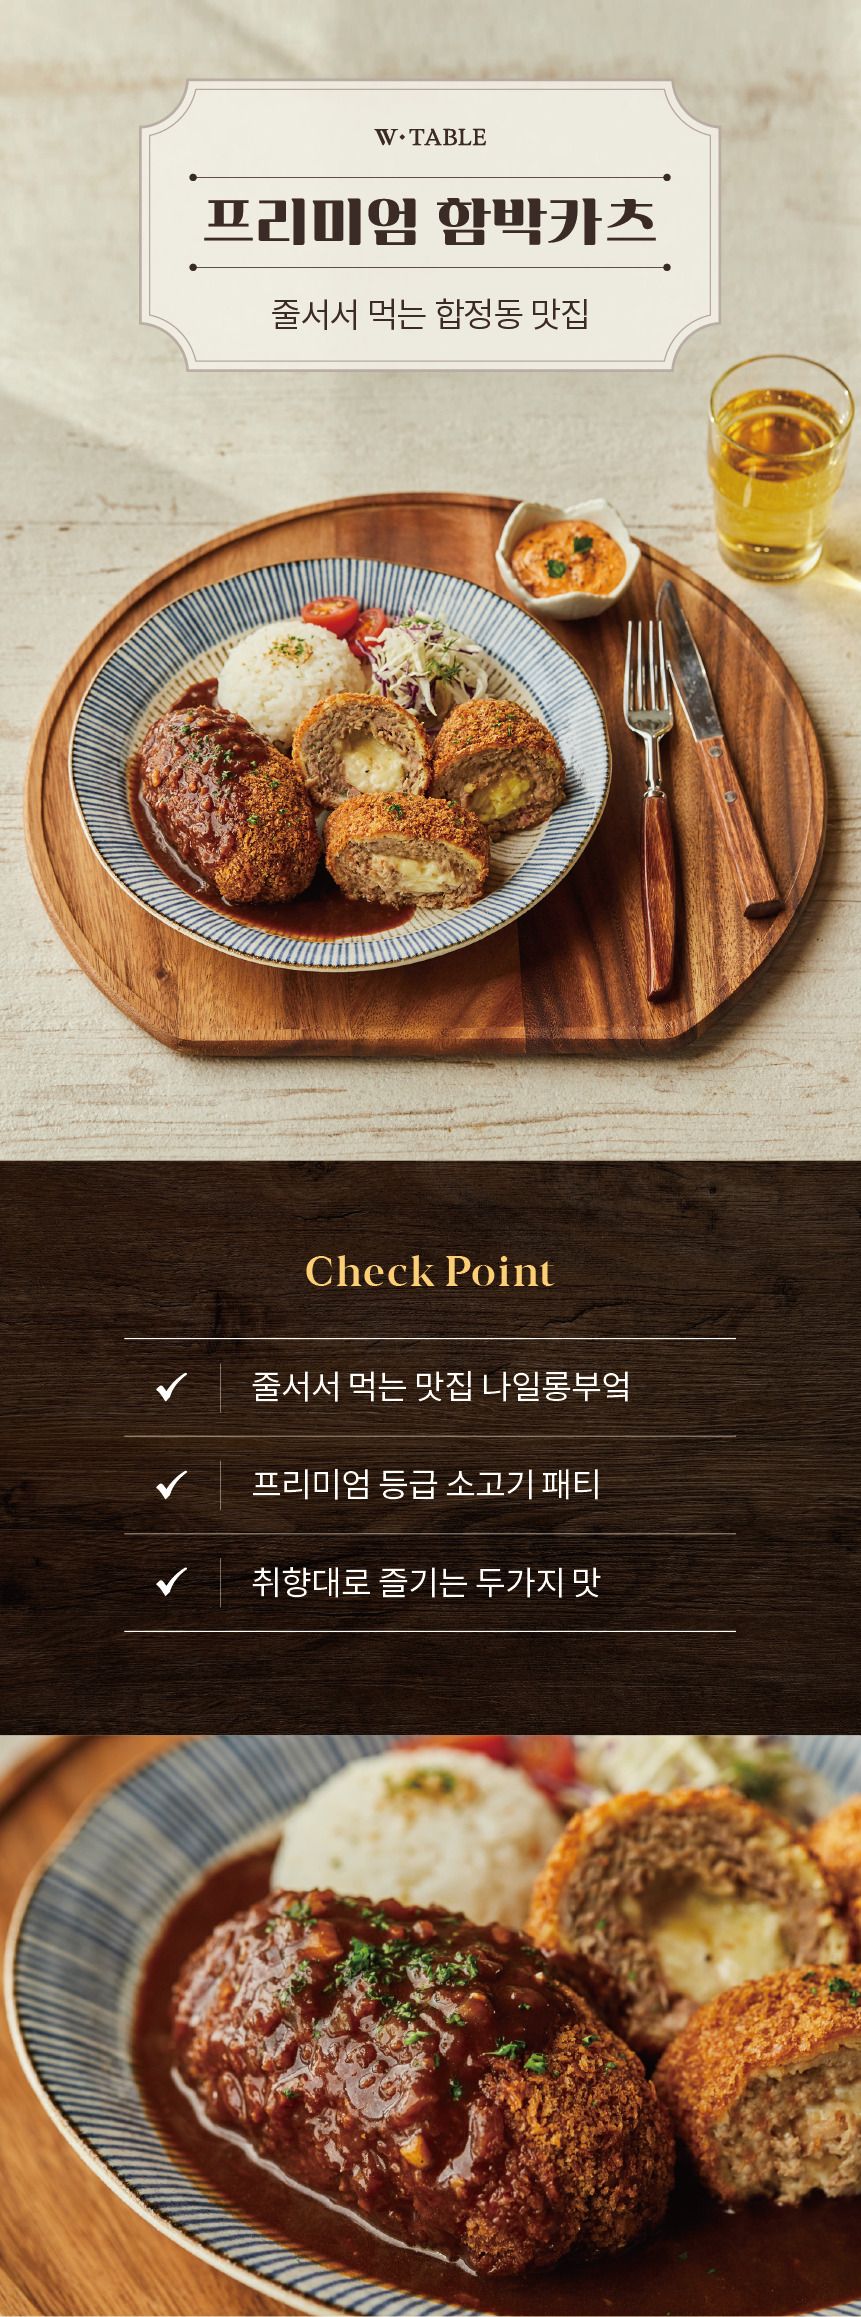 W·TABLE
프리미엄 함박카츠
줄서서 먹는 합정동 맛집
Check Point
줄서서 먹는 맛집 나일롱부엌
프리미엄 등급 소고기 패티
취향대로 즐기는 두가지 맛